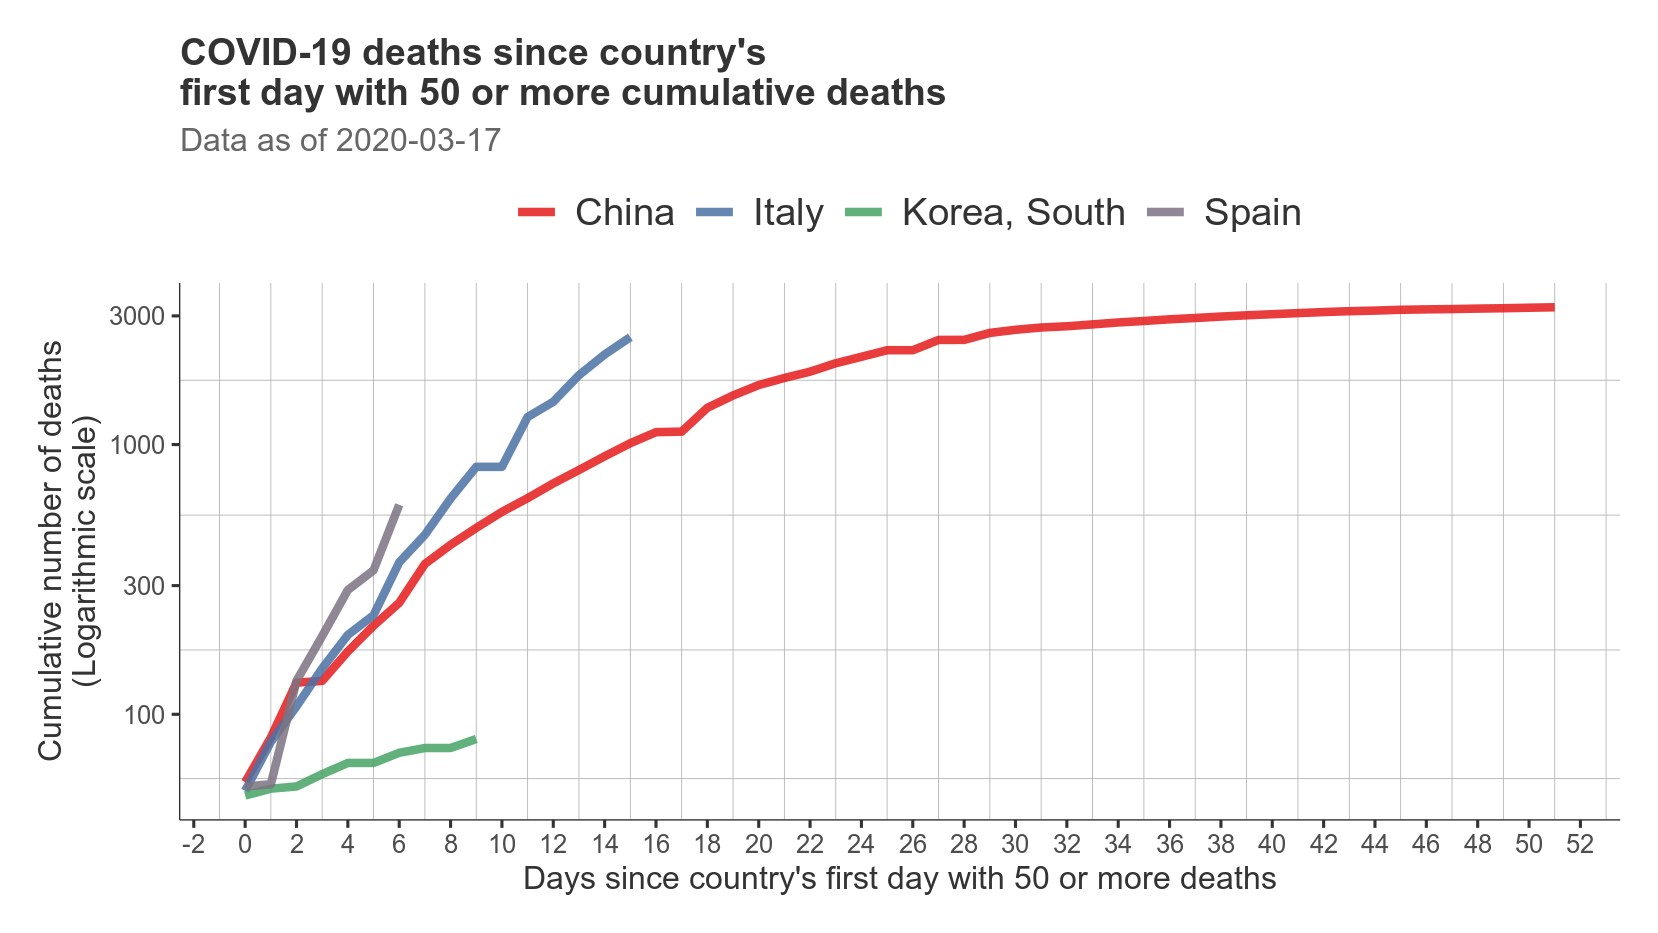 COVID-19 deaths since country's
first day with 50 or more cumulative deaths
Data as of 2020-03-17
China Italy Korea, South Spain
Cumulative number of deaths
(Logarithmic scale)
3000
1000
300
100
-2 0 2 4 6 8 10 12 14 16 18 20 22 24 26 28 30 32 34 36 38 40 42 44 46 48 50 52
Days since country's first day with 50 or more deaths